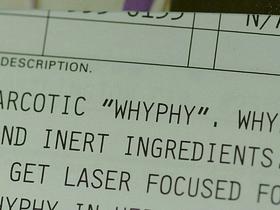 N/
DESCRIPTION.
ARCOTIC "WHYPHY". WHY
ND INERT INGREDIENTS.
GET LASER FOCUSED FO